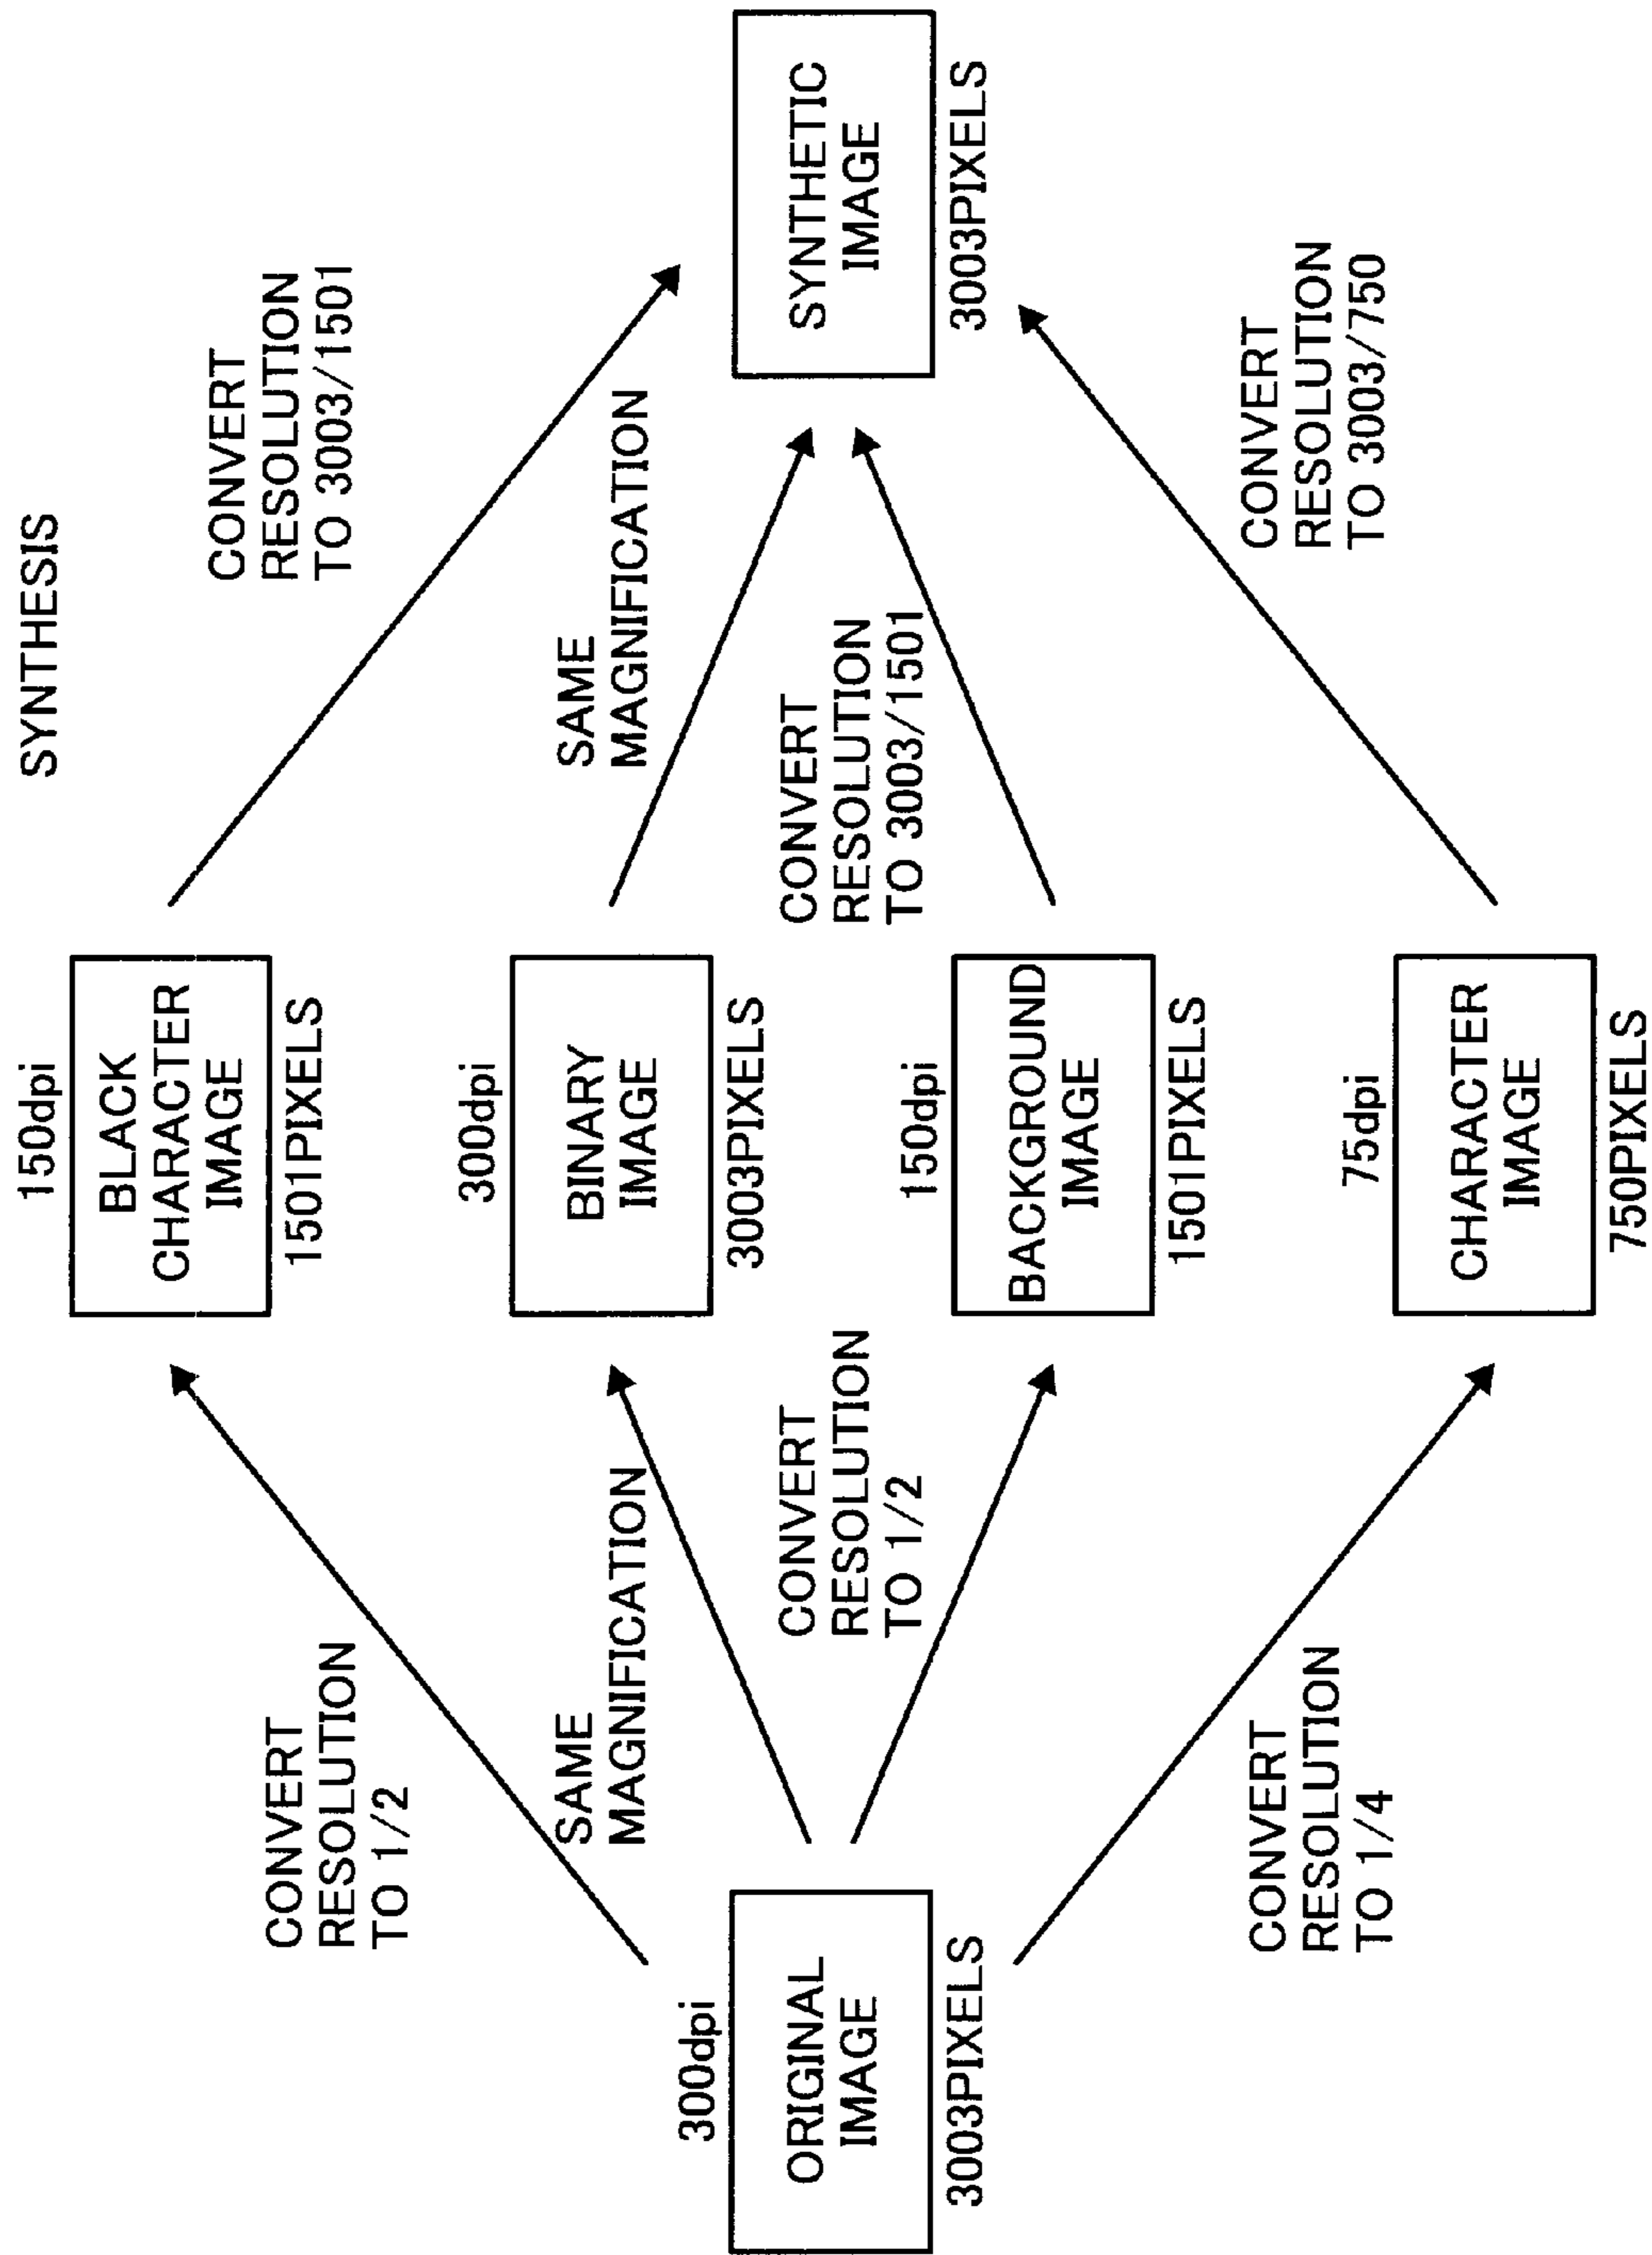 SYNTHESIS
300dpi
ORIGINAL
IMAGE
3003PIXELS
CONVERT
RESOLUTION
TO 1/2
SAME
MAGNIFICATION
CONVERT
RESOLUTION
TO 1/2
CONVERT
RESOLUTION
TO 1/4
150dpi
BLACK
CHARACTER
IMAGE
1501PIXELS
300dpi
BINARY
IMAGE
3003PIXELS
150dpi
BACKGROUND
IMAGE
1501PIXELS
75dpi
CHARACTER
IMAGE
750PIXELS
CONVERT
RESOLUTION
TO 3003/1501
SAME
MAGNIFICATION
CONVERT
RESOLUTION
TO 3003/1501
CONVERT
RESOLUTION
TO 3003/750
SYNTHETIC
IMAGE
3003PIXELS